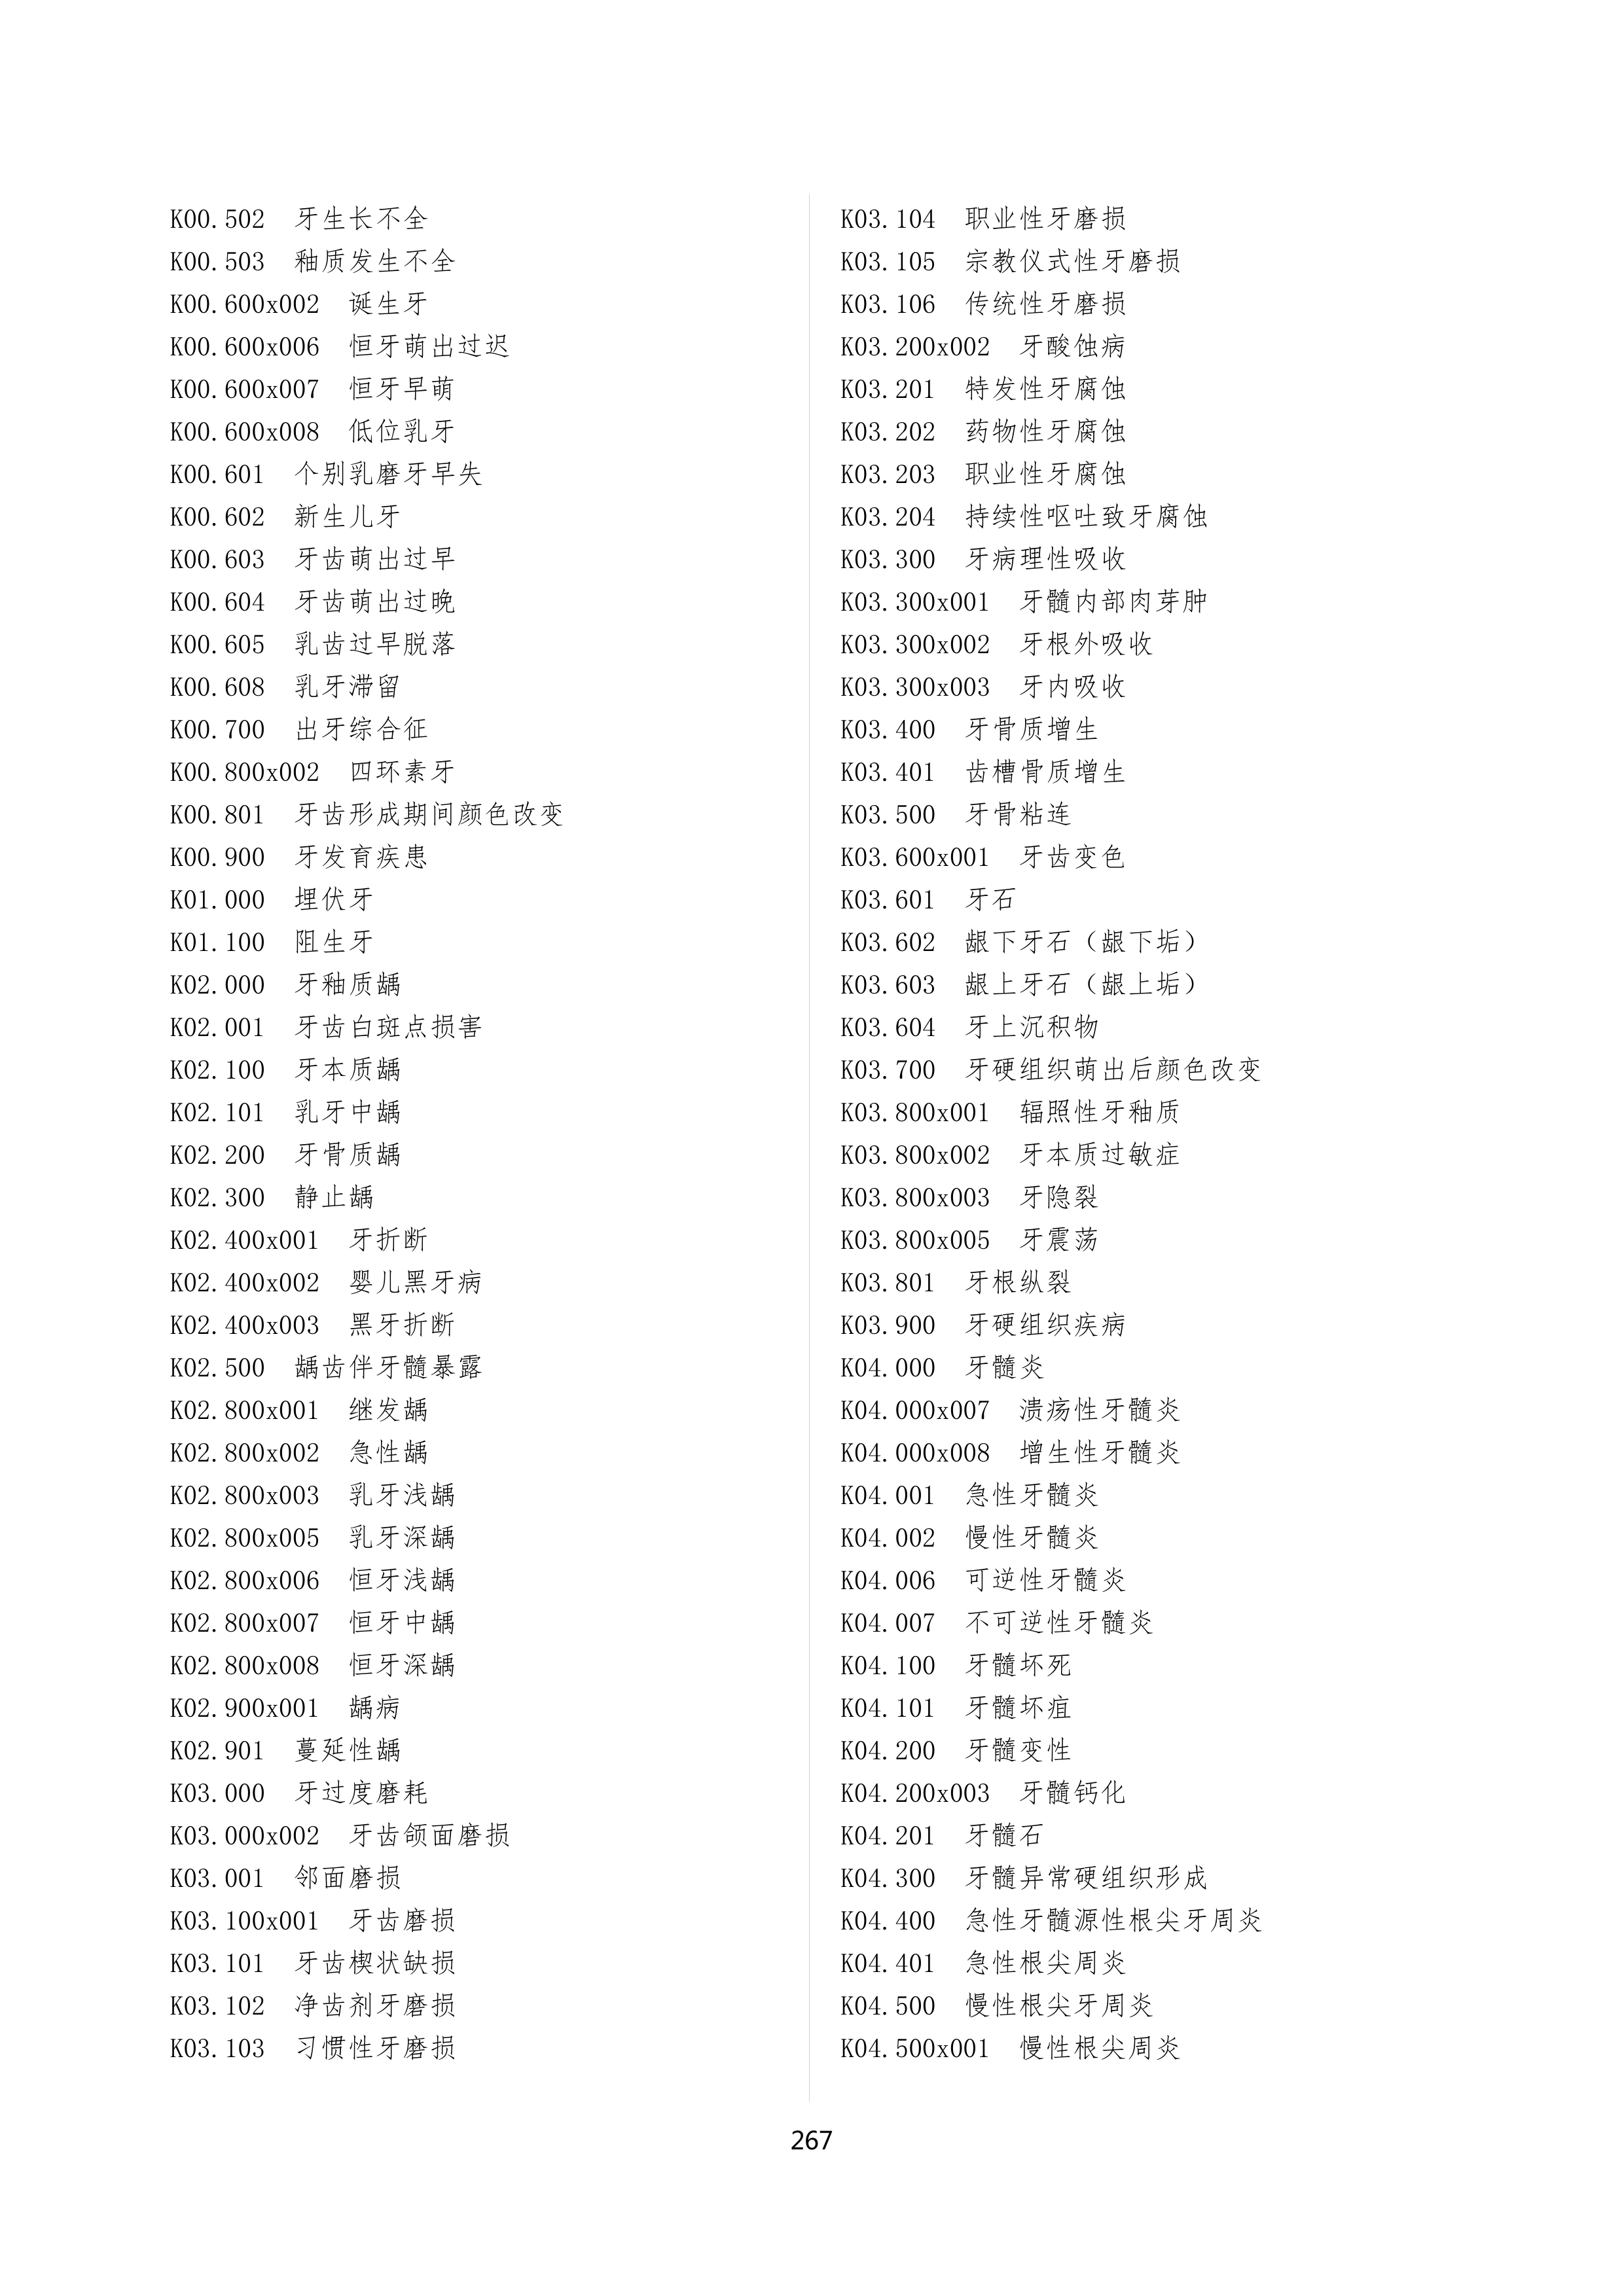 K00.502 牙生长不全
K00.503 釉质发生不全
K00.600x002 诞生牙
K00.600x006 恒牙萌出过迟
K00.600x007 恒牙早萌
K00.600x008 低位乳牙
K00.601 个别乳磨牙早失
K00.602 新生儿牙
K00.603 牙齿萌出过早
K00.604 牙齿萌出过晚
K00.605 乳齿过早脱落
K00.608 乳牙滞留
K00.700 出牙综合征
K00.800x002 四环素牙
K00.801 牙齿形成期间颜色改变
K00.900 牙发育疾患
K01.000 埋伏牙
K01.100 阻生牙
K02.000 牙釉质龋
K02.001 牙齿白斑点损害
K02.100 牙本质龋
K02.101 乳牙中龋
K02.200 牙骨质龋
K02.300 静止龋
K02.400x001 牙折断
K02.400x002 婴儿黑牙病
K02.400x003 黑牙折断
K02.500 龋齿伴牙髓暴露
K02.800x001 继发龋
K02.800x002 急性龋
K02.800x003 乳牙浅龋
K02.800x005 乳牙深龋
K02.800x006 恒牙浅龋
K02.800x007 恒牙中龋
K02.800x008 恒牙深龋
K02.900x001 龋病
K02.901 蔓延性龋
K03.000 牙过度磨耗
K03.000x002 牙齿颌面磨损
K03.001 邻面磨损
K03.100x001 牙齿磨损
K03.101 牙齿楔状缺损
K03.102 净齿剂牙磨损
K03.103 习惯性牙磨损
K03.104 职业性牙磨损
K03.105 宗教仪式性牙磨损
K03.106 传统性牙磨损
K03.200x002 牙酸蚀病
K03.201 特发性牙腐蚀
K03.202 药物性牙腐蚀
K03.203 职业性牙腐蚀
K03.204 持续性呕吐致牙腐蚀
K03.300 牙病理性吸收
K03.300x001 牙髓内部肉芽肿
K03.300x002 牙根外吸收
K03.300x003 牙内吸收
K03.400 牙骨质增生
K03.401 齿槽骨质增生
K03.500 牙骨粘连
K03.600x001 牙齿变色
K03.601 牙石
K03.602 龈下牙石（龈下垢）
K03.603 龈上牙石（龈上垢）
K03.604 牙上沉积物
K03.700 牙硬组织萌出后颜色改变
K03.800x001 辐照性牙釉质
K03.800x002 牙本质过敏症
K03.800x003 牙隐裂
K03.800x005 牙震荡
K03.801 牙根纵裂
K03.900 牙硬组织疾病
K04.000 牙髓炎
K04.000x007 溃疡性牙髓炎
K04.000x008 增生性牙髓炎
K04.001 急性牙髓炎
K04.002 慢性牙髓炎
K04.006 可逆性牙髓炎
K04.007 不可逆性牙髓炎
K04.100 牙髓坏死
K04.101 牙髓坏疽
K04.200 牙髓变性
K04.200x003 牙髓钙化
K04.201 牙髓石
K04.300 牙髓异常硬组织形成
K04.400 急性牙髓源性根尖牙周炎
K04.401 急性根尖周炎
K04.500 慢性根尖牙周炎
K04.500x001 慢性根尖周炎
267